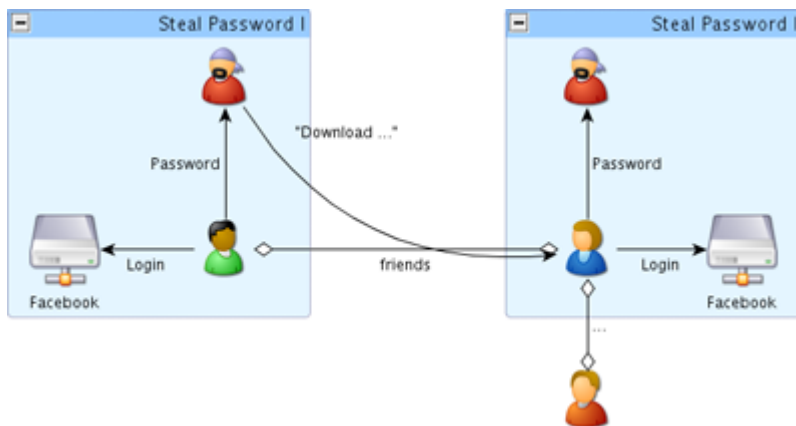 Steal Password I
Steal Password I
"Download ..."
Password
Password
Login
friends
Login
Facebook
Facebook
...